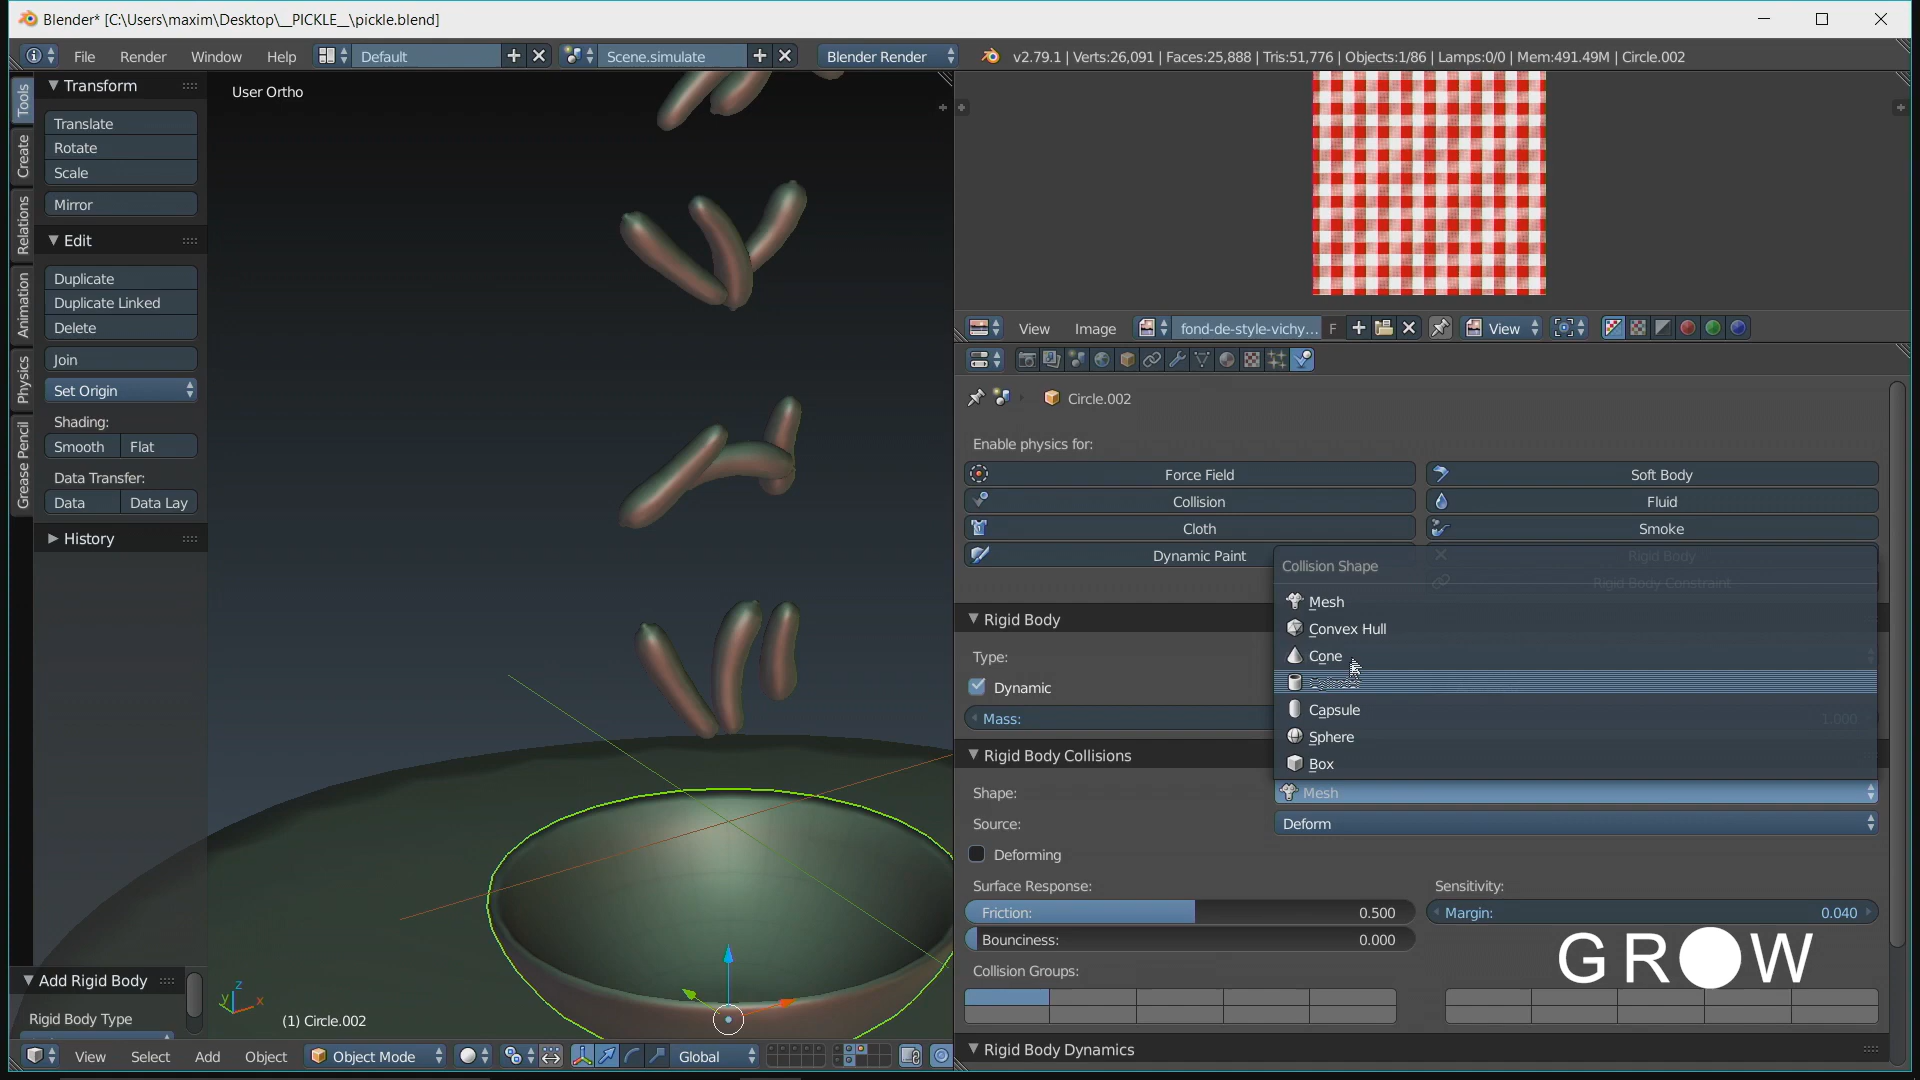 Blender* [C:\Users\maxim\Desktop\__PICKLE__\pickle.blend]
File Render Window Help Default Scene.simulate Blender Render v2.79.1 | Verts:26,091 | Faces:25,888 | Tris:51,776 | Objects:1/86 | Lamps:0/0 | Mem:491.49M | Circle.002
Tools
Create
Relations
Animation
Physics
Grease Pencil
Transform
Translate
Rotate
Scale
Mirror
Edit
Duplicate
Duplicate Linked
Delete
Join
Set Origin
Shading:
Smooth Flat
Data Transfer:
Data Data Lay
History
Add Rigid Body
Rigid Body Type
User Ortho
z
y x
(1) Circle.002
View Select Add Object Object Mode Global
View Image fond-de-style-vichy... F View
Circle.002
Enable physics for:
Force Field Soft Body
Collision Fluid
Cloth Smoke
Dynamic Paint Rigid Body
Rigid Body Constraint
Collision Shape
Mesh
Convex Hull
Cone
Capsule
Sphere
Box
Rigid Body
Type:
Dynamic
Mass: 1.000
Rigid Body Collisions
Shape: Mesh
Source: Deform
Deforming
Surface Response: Sensitivity:
Friction: 0.500 Margin: 0.040
Bounciness: 0.000
Collision Groups:
Rigid Body Dynamics
GROW